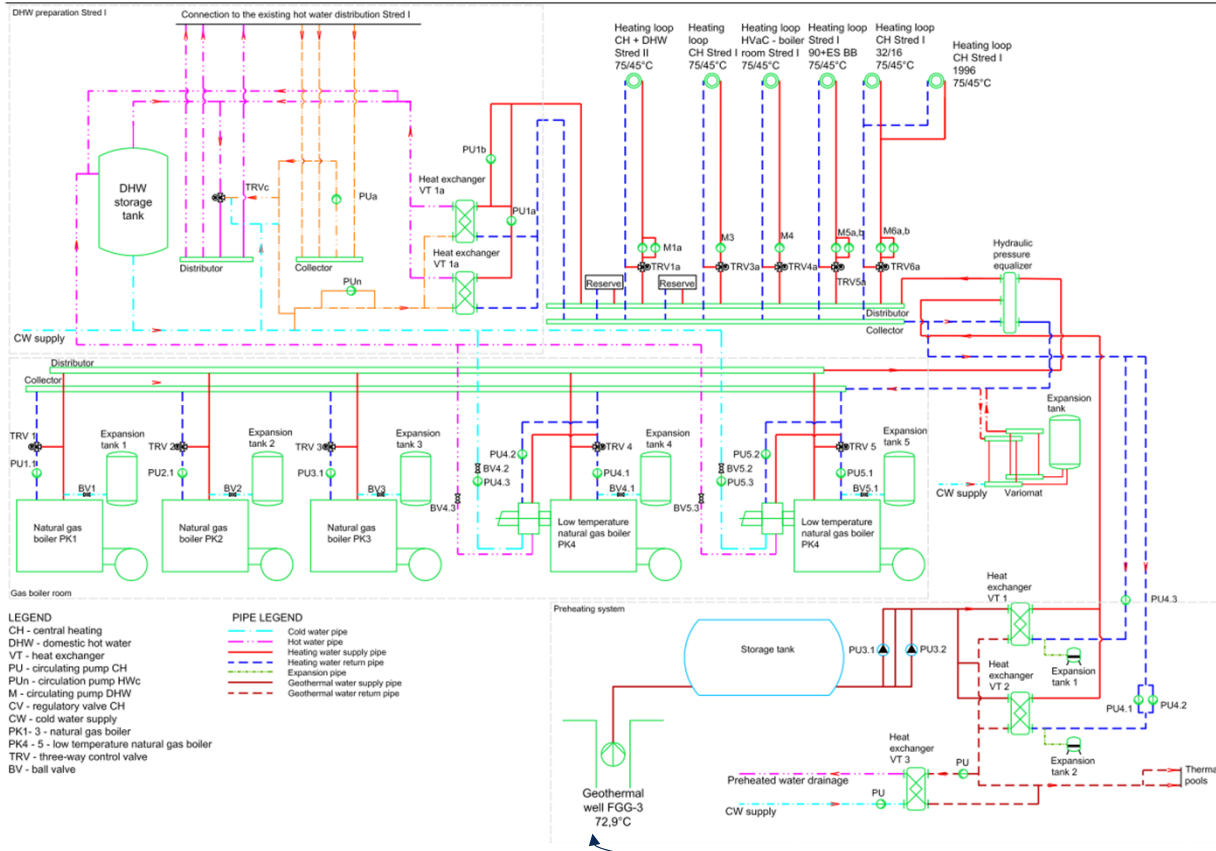 DHW preparation Stred I
Connection to the existing hot water distribution Stred I
DHW
storage
tank
TRVc
PUa
PUn
Distributor
Collector
CW supply
PU1b
PU1a
Heat exchanger
VT 1a
Heat exchanger
VT 1a
Heating loop
CH + DHW
Stred II
75/45°C
Heating
loop
CH Stred I
75/45°C
Heating loop
HVaC - boiler
room Stred I
75/45°C
Heating loop
Stred I
90+ES BB
75/45°C
Heating loop
CH Stred I
32/16
75/45°C
Heating loop
CH Stred I
1996
75/45°C
M1a
M3
M4
M5a,b
M6a,b
TRV1a
TRV3a
TRV4a
TRV5a
TRV6a
Reserve
Reserve
Distributor
Collector
Hydraulic
pressure
equalizer
Distributor
Collector
TRV 1
PU1.1
BV1
Expansion
tank 1
Natural gas
boiler PK1
TRV 2
PU2.1
BV2
Expansion
tank 2
Natural gas
boiler PK2
TRV 3
PU3.1
BV3
Expansion
tank 3
Natural gas
boiler PK3
BV4.2
PU4.3
BV4.3
PU4.2
TRV 4
PU4.1
BV4.1
Expansion
tank 4
Low temperature
natural gas boiler
PK4
BV5.2
PU5.3
BV5.3
PU5.2
TRV 5
PU5.1
BV5.1
Expansion
tank 5
Low temperature
natural gas boiler
PK4
Gas boiler room
Expansion
tank
CW supply
Variomat
LEGEND
CH - central heating
DHW - domestic hot water
VT - heat exchanger
PU - circulating pump CH
PUn - circulation pump HWc
M - circulating pump DHW
CV - regulatory valve CH
CW - cold water supply
PK1- 3 - natural gas boiler
PK4 - 5 - low temperature natural gas boiler
TRV - three-way control valve
BV - ball valve
PIPE LEGEND
Cold water pipe
Hot water pipe
Heating water supply pipe
Heating water return pipe
Expansion pipe
Geothermal water supply pipe
Geothermal water return pipe
Preheating system
Storage tank
PU3.1
PU3.2
Geothermal
well FGG-3
72,9°C
Heat
exchanger
VT 1
Expansion
tank 1
PU4.3
Heat
exchanger
VT 2
PU4.1
PU4.2
Expansion
tank 2
Heat
exchanger
VT 3
PU
Preheated water drainage
PU
CW supply
Thermal
pools